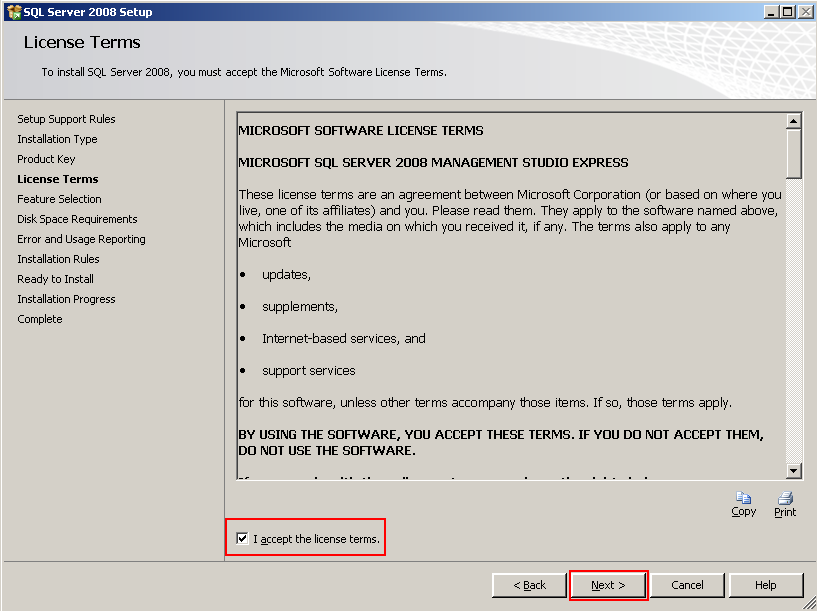 SQL Server 2008 Setup
License Terms
To install SQL Server 2008, you must accept the Microsoft Software License Terms.
Setup Support Rules
Installation Type
Product Key
License Terms
Feature Selection
Disk Space Requirements
Error and Usage Reporting
Installation Rules
Ready to Install
Installation Progress
Complete
MICROSOFT SOFTWARE LICENSE TERMS
MICROSOFT SQL SERVER 2008 MANAGEMENT STUDIO EXPRESS
These license terms are an agreement between Microsoft Corporation (or based on where you
live, one of its affiliates) and you. Please read them. They apply to the software named above,
which includes the media on which you received it, if any. The terms also apply to any
Microsoft
• updates,
• supplements,
• Internet-based services, and
• support services
for this software, unless other terms accompany those items. If so, those terms apply.
BY USING THE SOFTWARE, YOU ACCEPT THESE TERMS. IF YOU DO NOT ACCEPT THEM,
DO NOT USE THE SOFTWARE.
Copy
Print
I accept the license terms.
< Back
Next >
Cancel
Help